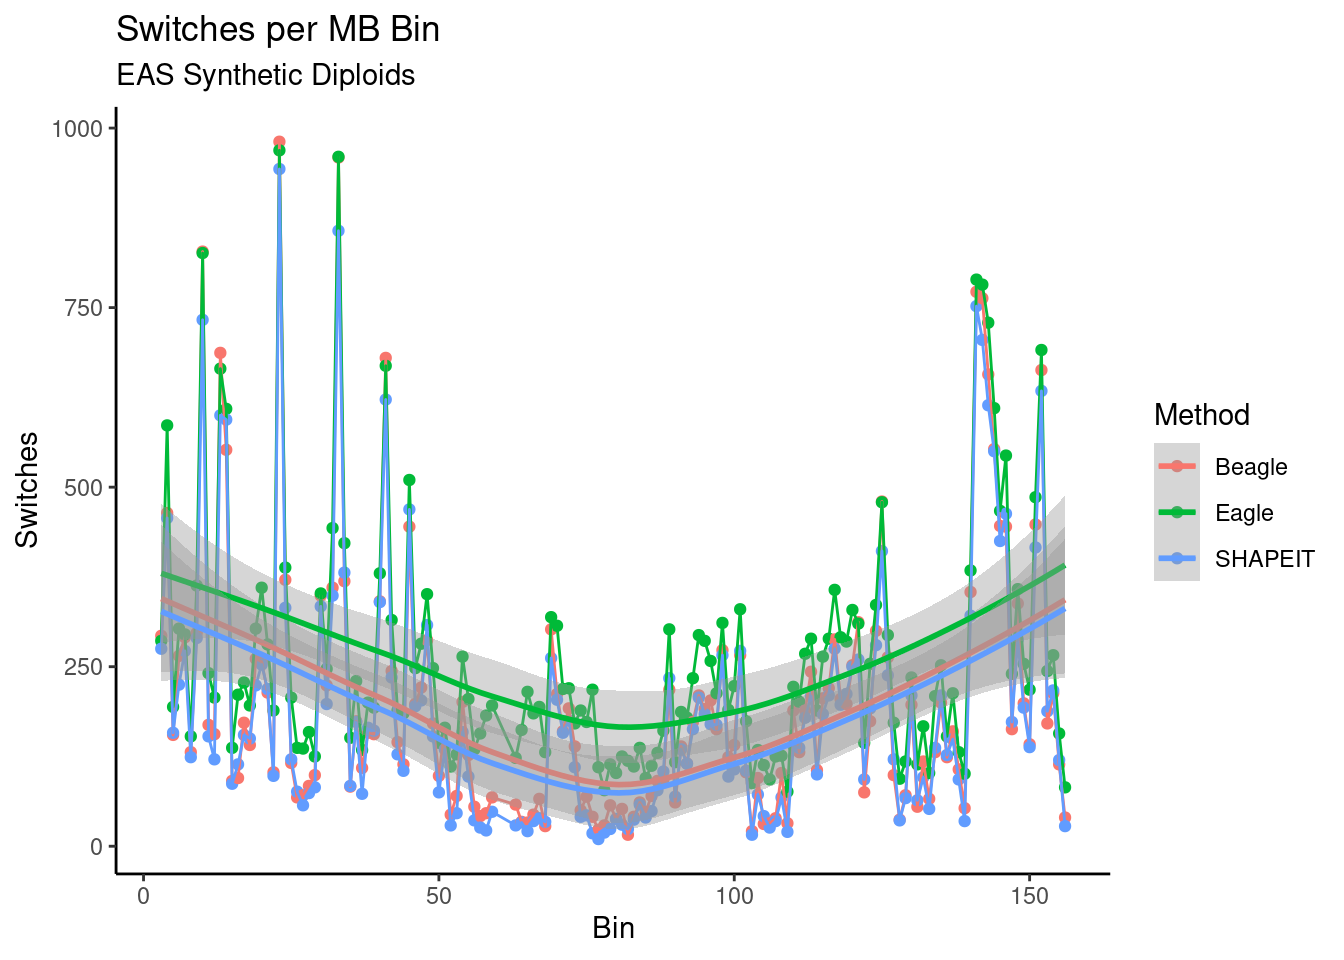 Switches per MB Bin
EAS Synthetic Diploids
1000
750
500
250
0
Switches
0 50 100 150
Bin
Method
Beagle
Eagle
SHAPEIT